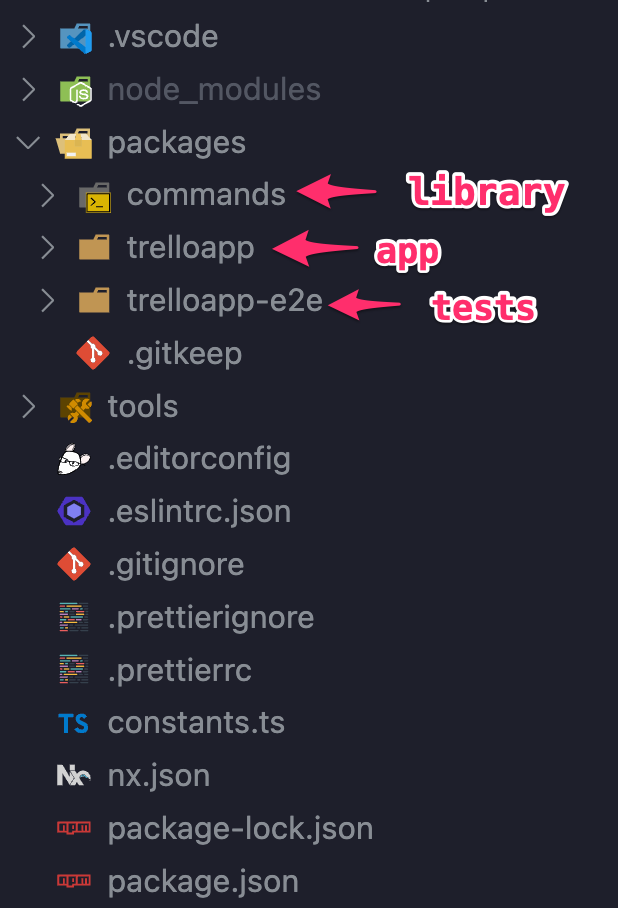 .vscode
node_modules
packages
commands library
trelloapp app
trelloapp-e2e tests
.gitkeep
tools
.editorconfig
.eslintrc.json
.gitignore
.prettierignore
.prettierrc
TS constants.ts
nx.json
package-lock.json
package.json